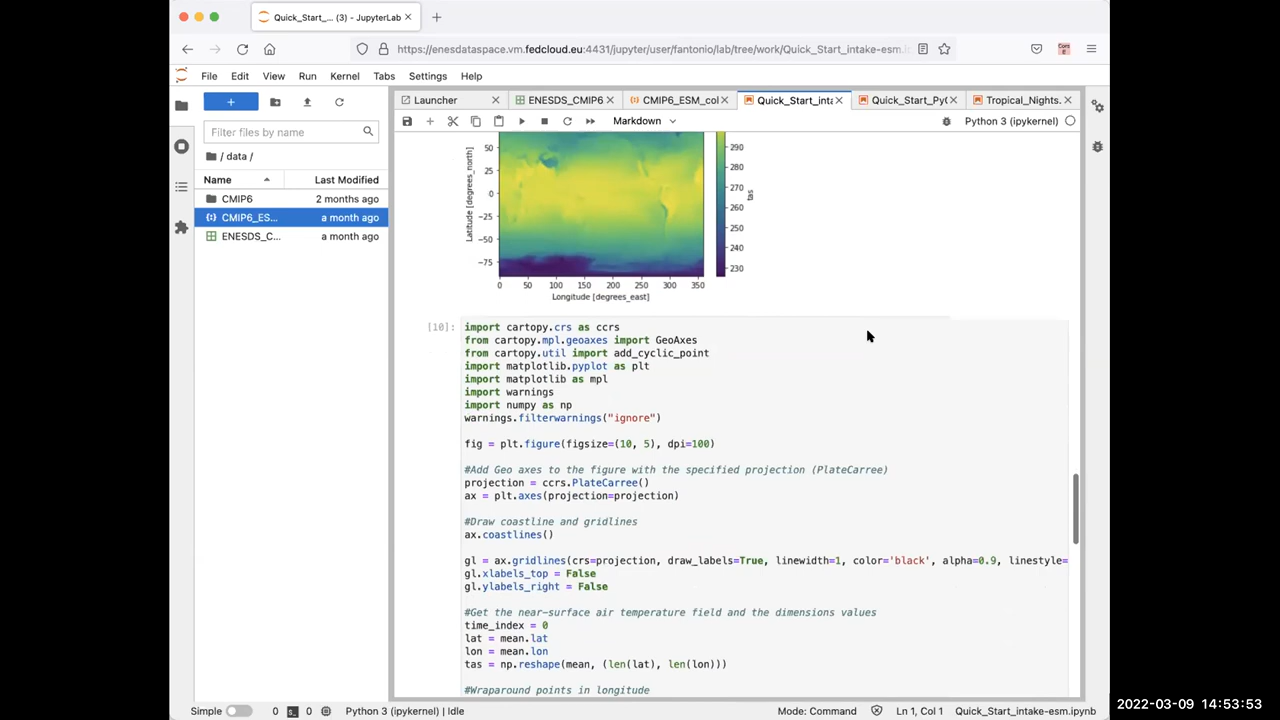 Quick_Start_... (3) - JupyterLab
https://enesdataspace.vm.fedcloud.eu:4431/jupyter/user/fantonio/lab/tree/work/Quick_Start_intake-esm.i
File Edit View Run Kernel Tabs Settings Help
Launcher ENESDS_CMIP6 CMIP6_ESM_col Quick_Start_inta Quick_Start_PyO Tropical_Nights.
Filter files by name
Markdown
Python 3 (ipykernel)
/ data /
Name Last Modified
CMIP6 2 months ago
CMIP6_ES... a month ago
ENESDS_C... a month ago
Latitude [degrees_north]
50
25
0
−25
−50
−75
0 50 100 150 200 250 300 350
Longitude [degrees_east]
290
280
270
260
250
240
230
tas
[10]:
import cartopy.crs as ccrs
from cartopy.mpl.geoaxes import GeoAxes
from cartopy.util import add_cyclic_point
import matplotlib.pyplot as plt
import matplotlib as mpl
import warnings
import numpy as np
warnings.filterwarnings("ignore")
fig = plt.figure(figsize=(10, 5), dpi=100)
#Add Geo axes to the figure with the specified projection (PlateCarree)
projection = ccrs.PlateCarree()
ax = plt.axes(projection=projection)
#Draw coastline and gridlines
ax.coastlines()
gl = ax.gridlines(crs=projection, draw_labels=True, linewidth=1, color='black', alpha=0.9, linestyle=
gl.xlabels_top = False
gl.ylabels_right = False
#Get the near-surface air temperature field and the dimensions values
time_index = 0
lat = mean.lat
lon = mean.lon
tas = np.reshape(mean, (len(lat), len(lon)))
#Wraparound points in longitude
Simple 0 0 Python 3 (ipykernel) | Idle Mode: Command Ln 1, Col 1 Quick_Start_intake-esm.ipynb
2022-03-09 14:53:53